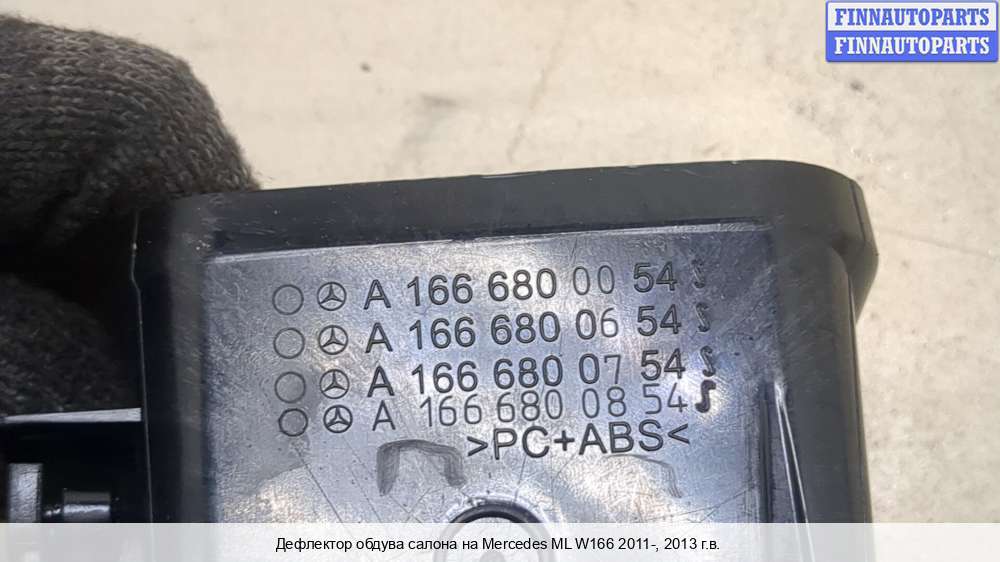 FINNAUTOPARTS
FINNAUTOPARTS
A 166 680 00 54
A 166 680 06 54 S
A 166 680 07 54 S
A 166 680 08 54
>PC+ABS<
Дефлектор обдува салона на Mercedes ML W166 2011-, 2013 г.в.